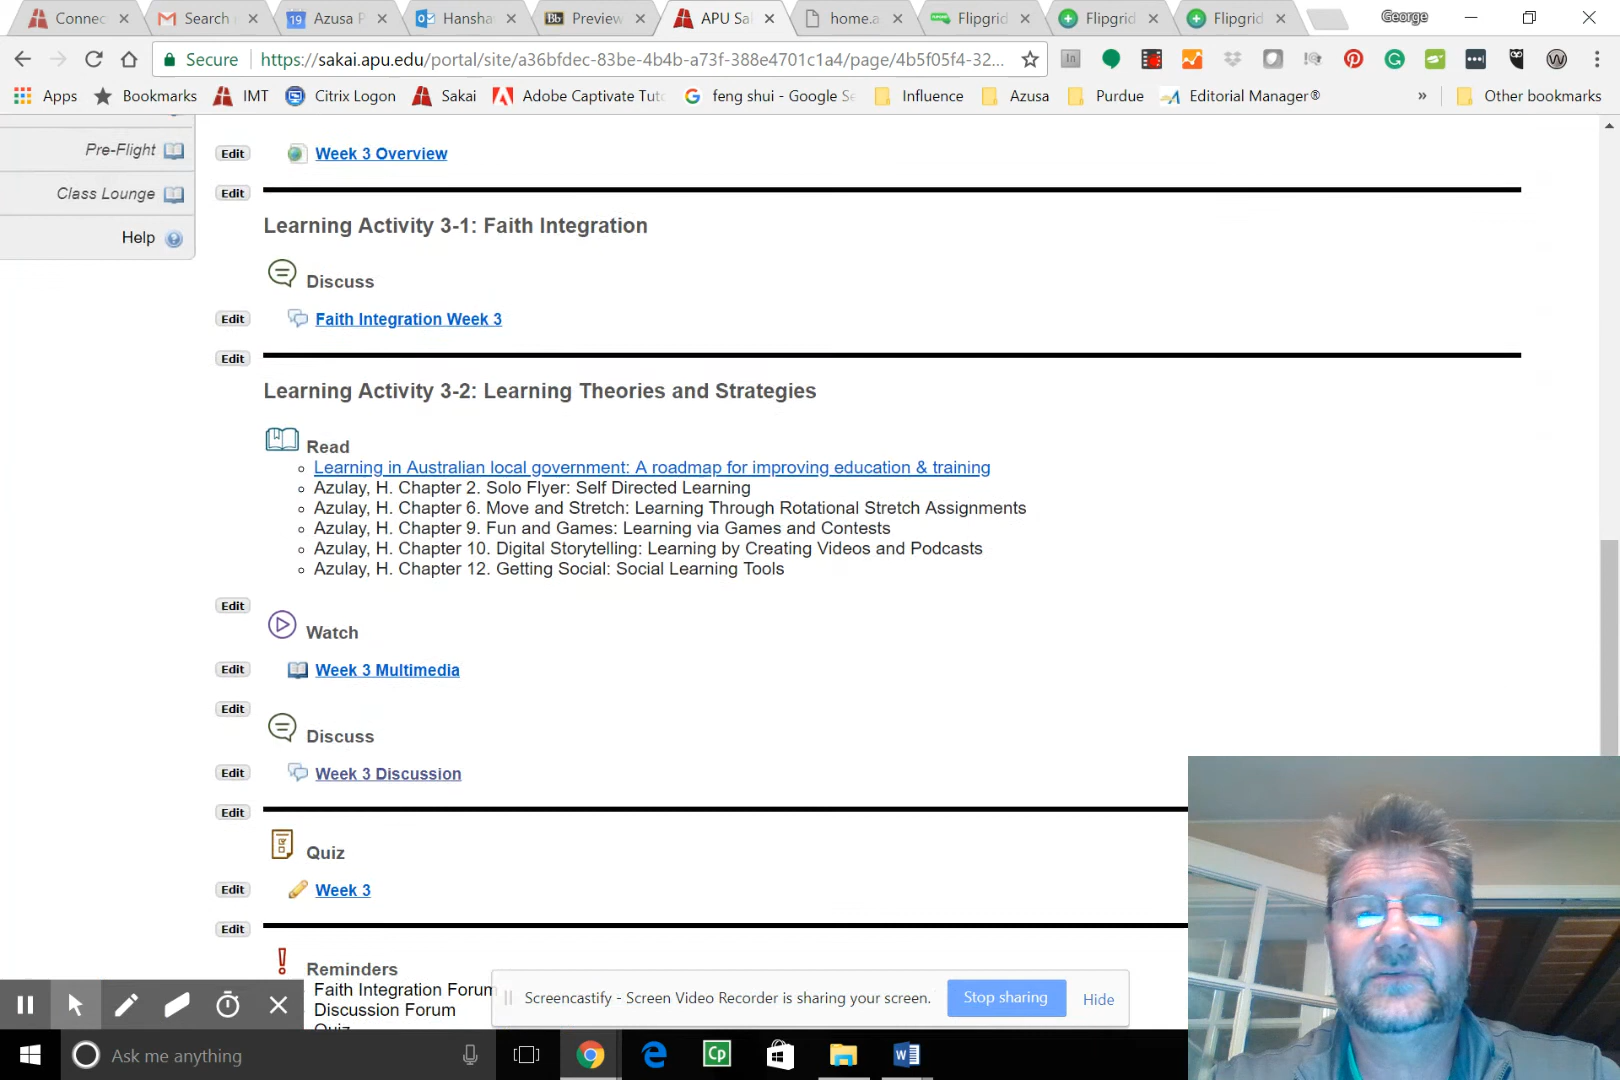 Connec
Search
19
Azusa P
Hansha
Bb
Preview
APU Sa
home.a
Flipgrid
Flipgrid
Flipgrid
George
Secure
https://sakai.apu.edu/portal/site/a36bfdec-83be-4b4b-a73f-388e4701c1a4/page/4b5f05f4-32...
Apps
Bookmarks
IMT
Citrix Logon
Sakai
Adobe Captivate Tut
feng shui - Google Se
Influence
Azusa
Purdue
Editorial Manager®
»
Other bookmarks
Pre-Flight
Class Lounge
Help
Edit
Week 3 Overview
Edit
Learning Activity 3-1: Faith Integration
Discuss
Edit
Faith Integration Week 3
Edit
Learning Activity 3-2: Learning Theories and Strategies
Read
Learning in Australian local government: A roadmap for improving education & training
Azulay, H. Chapter 2. Solo Flyer: Self Directed Learning
Azulay, H. Chapter 6. Move and Stretch: Learning Through Rotational Stretch Assignments
Azulay, H. Chapter 9. Fun and Games: Learning via Games and Contests
Azulay, H. Chapter 10. Digital Storytelling: Learning by Creating Videos and Podcasts
Azulay, H. Chapter 12. Getting Social: Social Learning Tools
Edit
Watch
Edit
Week 3 Multimedia
Edit
Discuss
Edit
Week 3 Discussion
Edit
Quiz
Edit
Week 3
Edit
Reminders
Faith Integration Forum
Discussion Forum
Quiz
Screencastify - Screen Video Recorder is sharing your screen.
Stop sharing
Hide
Ask me anything
Cp